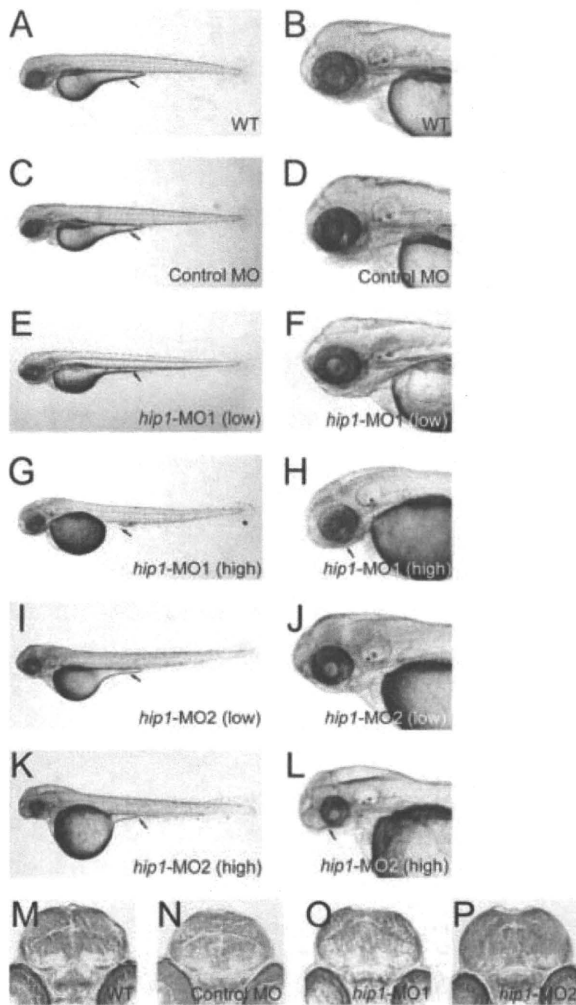 A
WT
B
WT
C
Control MO
D
Control MO
E
hip1-MO1 (low)
F
hip1-MO1 (low)
G
hip1-MO1 (high)
H
hip1-MO1 (high)
I
hip1-MO2 (low)
J
hip1-MO2 (low)
K
hip1-MO2 (high)
L
hip1-MO2 (high)
M
WT
N
Control MO
O
hip1-MO1
P
hip1-MO2